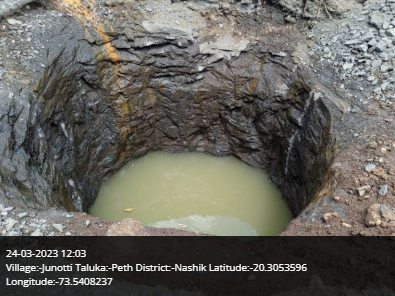 24-03-2023 12:03
Village:-Junotti Taluka:-Peth District:-Nashik Latitude:-20.3053596
Longitude:-73.5408237